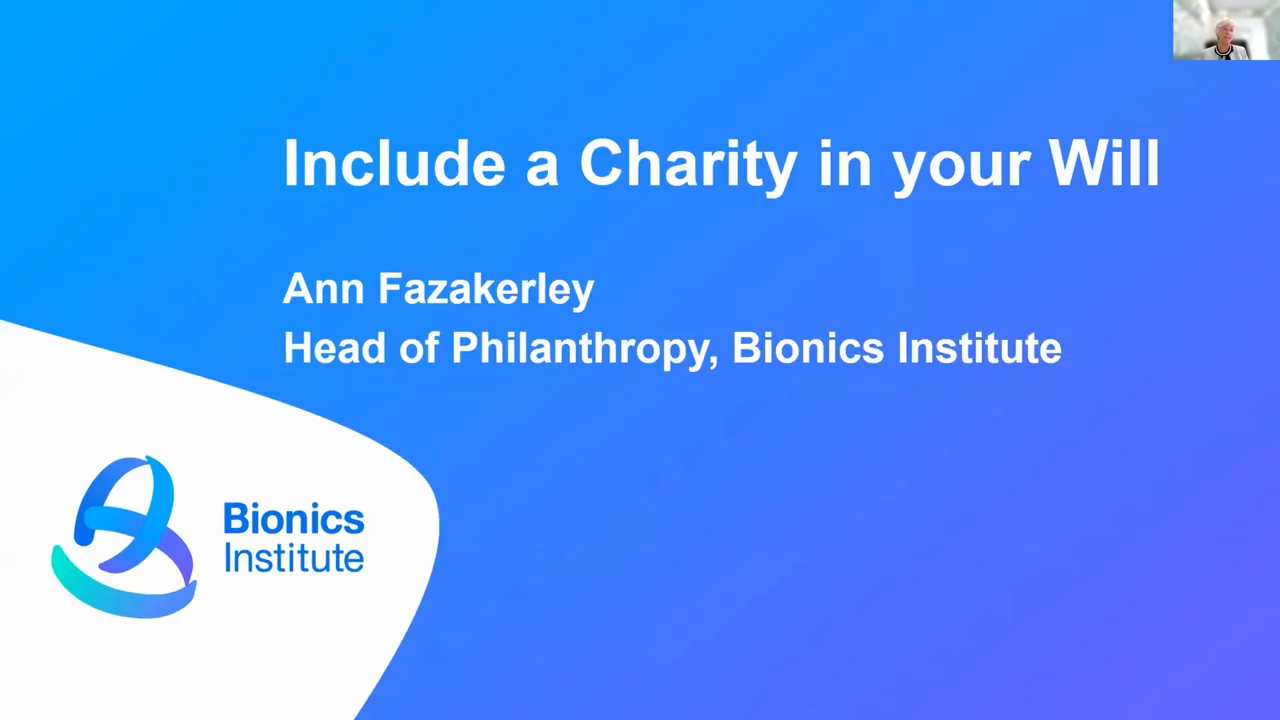 Include a Charity in your Will
Ann Fazakerley
Head of Philanthropy, Bionics Institute
Bionics
Institute